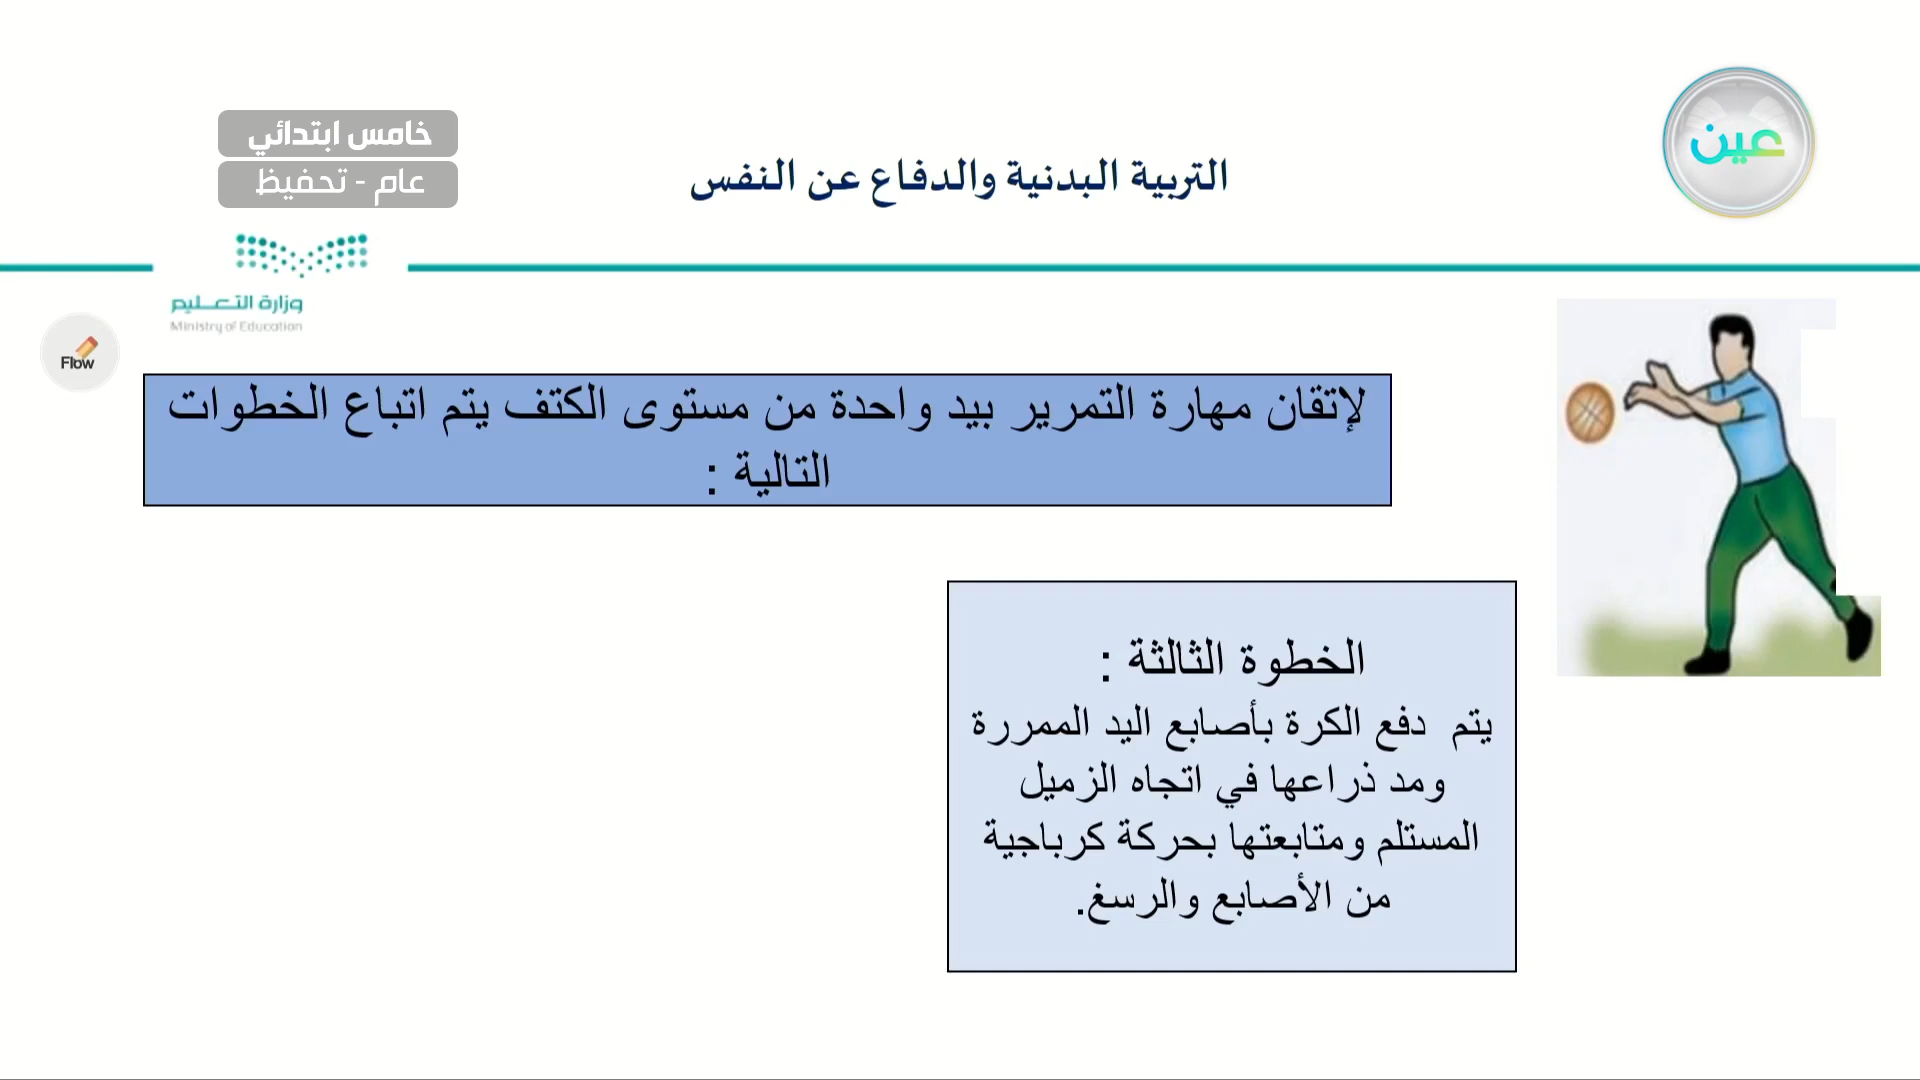 عين
خامس ابتدائي
عام - تحفيظ
التربية البدنية والدفاع عن النفس
وزارة التعليم
Ministry of Education
Flow
لإتقان مهارة التمرير بيد واحدة من مستوى الكتف يتم اتباع الخطوات
التالية :
الخطوة الثالثة :
يتم دفع الكرة بأصابع اليد الممررة
ومد ذراعها في اتجاه الزميل
المستلم ومتابعتها بحركة كرباجية
من الأصابع والرسغ.